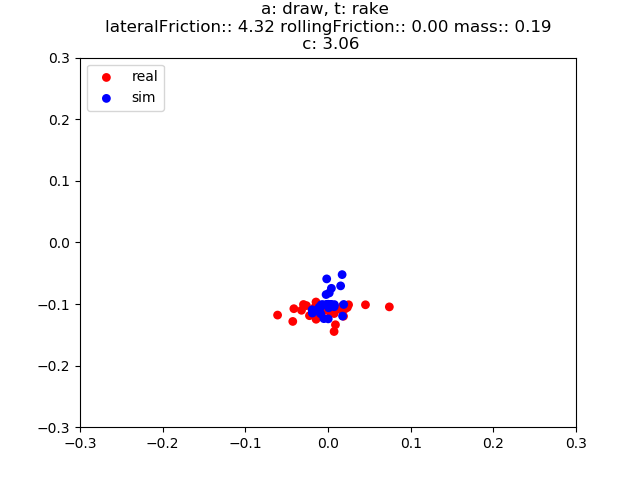 a: draw, t: rake
lateralFriction:: 4.32 rollingFriction:: 0.00 mass:: 0.19
c: 3.06
real
sim
0.3
0.2
0.1
0.0
−0.1
−0.2
−0.3
−0.3
−0.2
−0.1
0.0
0.1
0.2
0.3